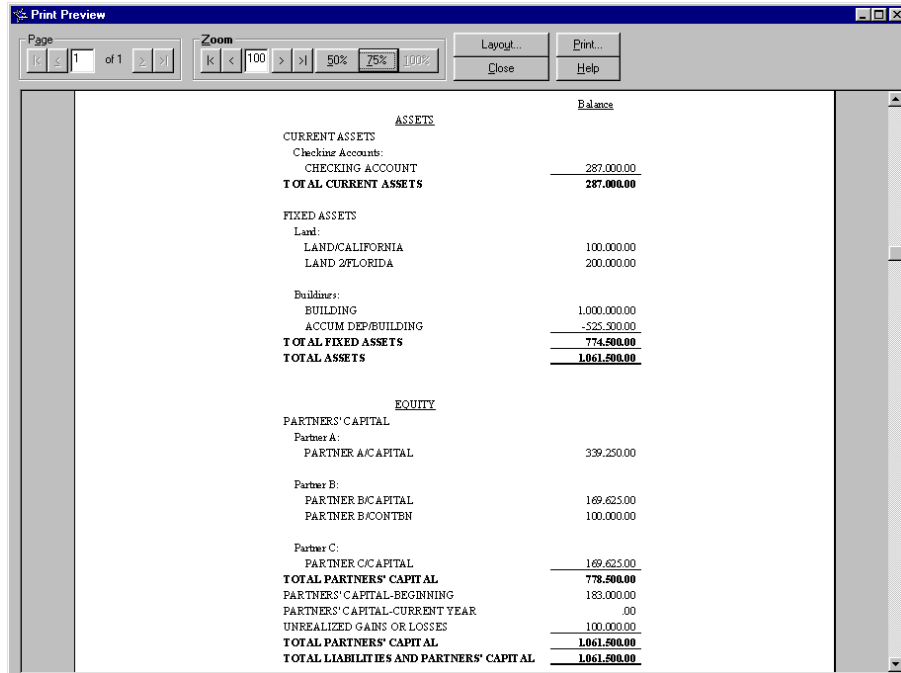 Print Preview
Page
1 of 1
Zoom
100 50% 75% 100%
Layout... Print...
Close Help
Balance
ASSETS
CURRENT ASSETS
Checking Accounts:
CHECKING ACCOUNT 287,000.00
TOTAL CURRENT ASSETS 287,000.00
FIXED ASSETS
Land:
LAND/CALIFORNIA 100,000.00
LAND 2/FLORIDA 200,000.00
Buildings:
BUILDING 1,000,000.00
ACCUM DEP/BUILDING -525,500.00
TOTAL FIXED ASSETS 774,500.00
TOTAL ASSETS 1,061,500.00
EQUITY
PARTNERS' CAPITAL
Partner A:
PARTNER A/CAPITAL 339,250.00
Partner B:
PARTNER B/CAPITAL 169,625.00
PARTNER B/CONTBN 100,000.00
Partner C:
PARTNER C/CAPITAL 169,625.00
TOTAL PARTNERS' CAPITAL 778,500.00
PARTNERS' CAPITAL-BEGINNING 183,000.00
PARTNERS' CAPITAL-CURRENT YEAR .00
UNREALIZED GAINS OR LOSSES 100,000.00
TOTAL PARTNERS' CAPITAL 1,061,500.00
TOTAL LIABILITIES AND PARTNERS' CAPITAL 1,061,500.00